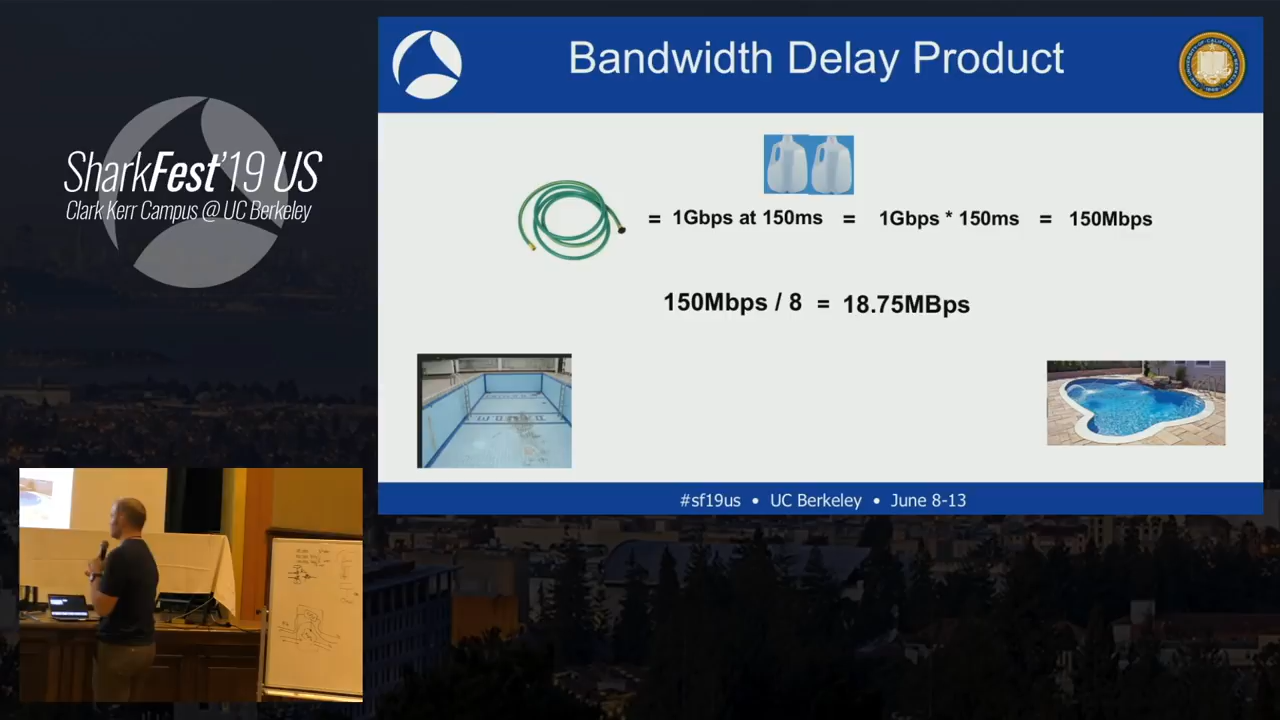 Bandwidth Delay Product
SharkFest'19 US
Clark Kerr Campus @ UC Berkeley
= 1Gbps at 150ms = 1Gbps * 150ms = 150Mbps
150Mbps / 8 = 18.75MBps
#sf19us • UC Berkeley • June 8-13